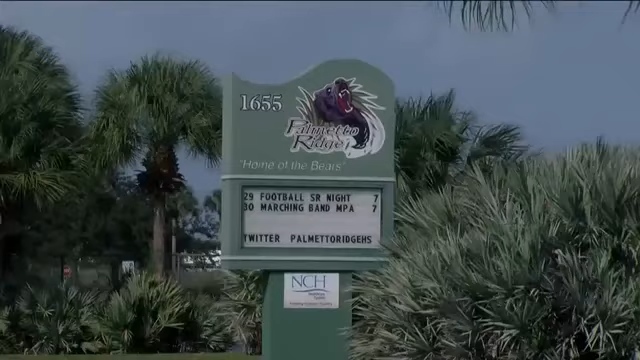 1655
Palmetto
Ridge
"Home of the Bears"
29 FOOTBALL SR NIGHT 7
30 MARCHING BAND MPA 7
TWITTER PALMETTORIDGEHS
NCH